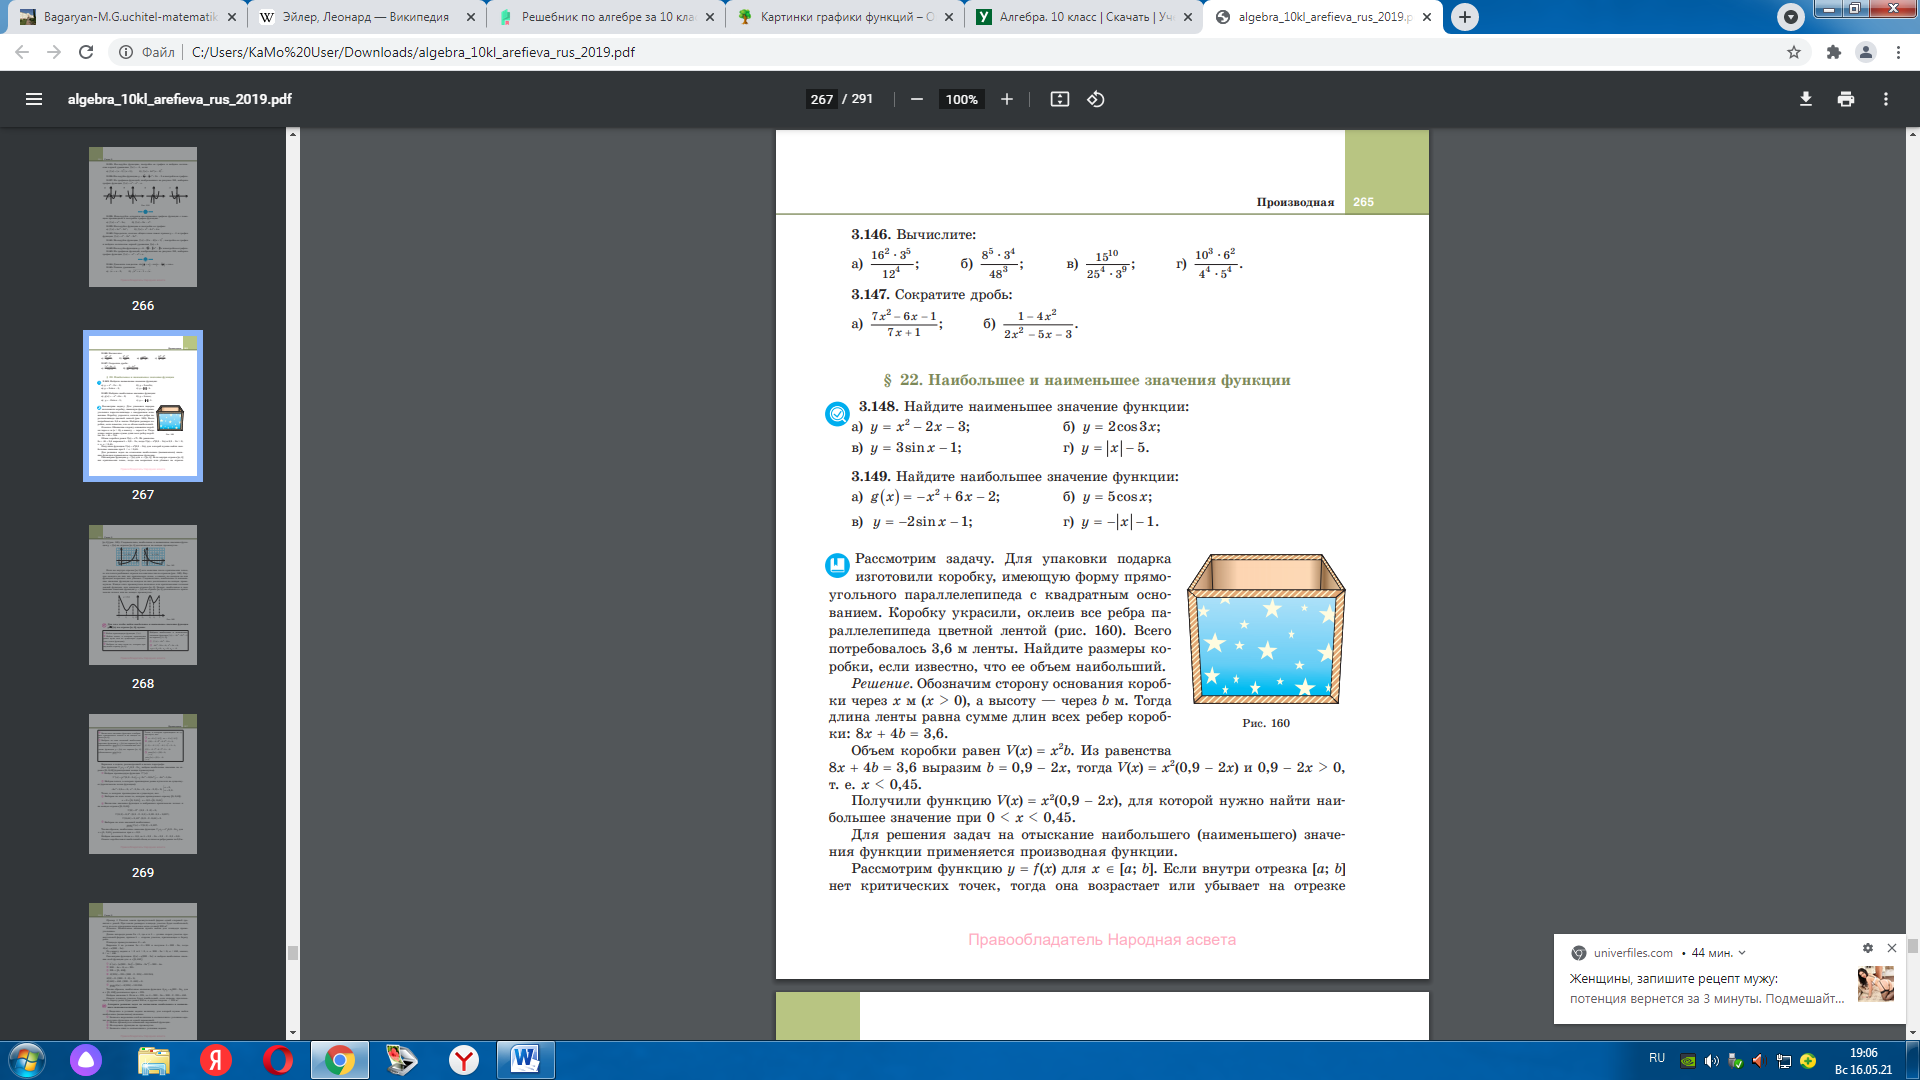 Bagaryan-M.G.uchitel-matematik
Эйлер, Леонард — Википедия
Решебник по алгебре за 10 кла
Картинки графики функций – О
Алгебра. 10 класс | Скачать | Уч
algebra_10kl_arefieva_rus_2019.p
Файл | C:/Users/KaMo%20User/Downloads/algebra_10kl_arefieva_rus_2019.pdf
algebra_10kl_arefieva_rus_2019.pdf
267 / 291
100%
266
267
268
269
Производная 265
3.146. Вычислите:
а) 16² · 3⁵ / 12⁴; б) 8⁵ · 3⁴ / 48³; в) 15¹⁰ / 25⁴ · 3⁹; г) 10³ · 6² / 4⁴ · 5⁴.
3.147. Сократите дробь:
а) 7x² – 6x – 1 / 7x + 1; б) 1 – 4x² / 2x² – 5x – 3.
§ 22. Наибольшее и наименьшее значения функции
3.148. Найдите наименьшее значение функции:
а) y = x² – 2x – 3; б) y = 2cos3x;
в) y = 3sinx – 1; г) y = |x| – 5.
3.149. Найдите наибольшее значение функции:
а) g(x) = –x² + 6x – 2; б) y = 5cosx;
в) y = –2sinx – 1; г) y = –|x| – 1.
Рассмотрим задачу. Для упаковки подарка
изготовили коробку, имеющую форму прямо-
угольного параллелепипеда с квадратным осно-
ванием. Коробку украсили, оклеив все ребра па-
раллелепипеда цветной лентой (рис. 160). Всего
потребовалось 3,6 м ленты. Найдите размеры ко-
робки, если известно, что ее объем наибольший.
Решение. Обозначим сторону основания короб-
ки через x м (x > 0), а высоту — через b м. Тогда
длина ленты равна сумме длин всех ребер короб-
ки: 8x + 4b = 3,6.
Рис. 160
Объем коробки равен V(x) = x²b. Из равенства
8x + 4b = 3,6 выразим b = 0,9 – 2x, тогда V(x) = x²(0,9 – 2x) и 0,9 – 2x > 0,
т. е. x < 0,45.
Получили функцию V(x) = x²(0,9 – 2x), для которой нужно найти наи-
большее значение при 0 < x < 0,45.
Для решения задач на отыскание наибольшего (наименьшего) значе-
ния функции применяется производная функции.
Рассмотрим функцию y = f(x) для x ∈ [a; b]. Если внутри отрезка [a; b]
нет критических точек, тогда она возрастает или убывает на отрезке
Правообладатель Народная асвета
univerfiles.com • 44 мин.
Женщины, запишите рецепт мужу:
потенция вернется за 3 минуты. Подмешайт...
RU
19:06
Вс 16.05.21